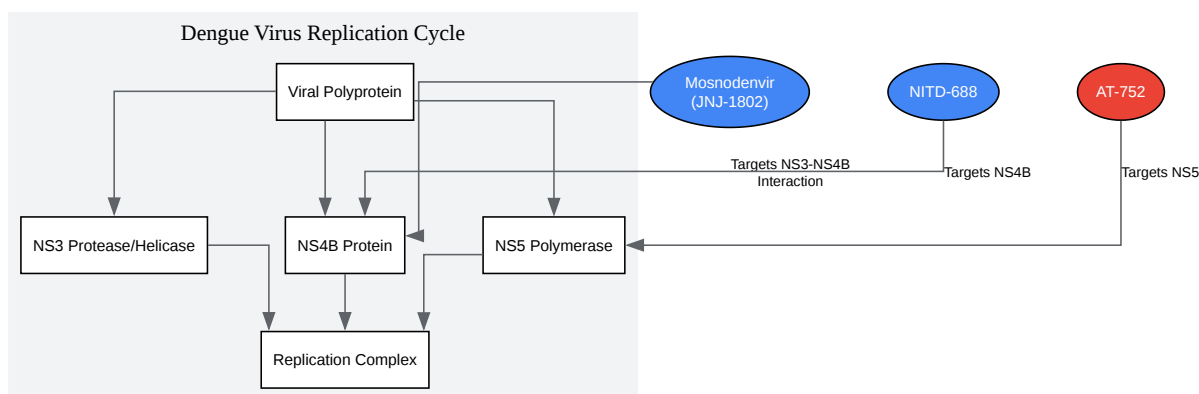 Dengue Virus Replication Cycle
Viral Polyprotein
Mosnodenvir
(JNJ-1802)
NITD-688
AT-752
Targets NS3-NS4B
Interaction
Targets NS4B
Targets NS5
NS3 Protease/Helicase
NS4B Protein
NS5 Polymerase
Replication Complex